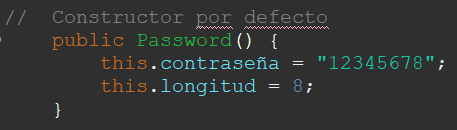 // Constructor por defecto
public Password() {
this.contraseña = "12345678";
this.longitud = 8;
}